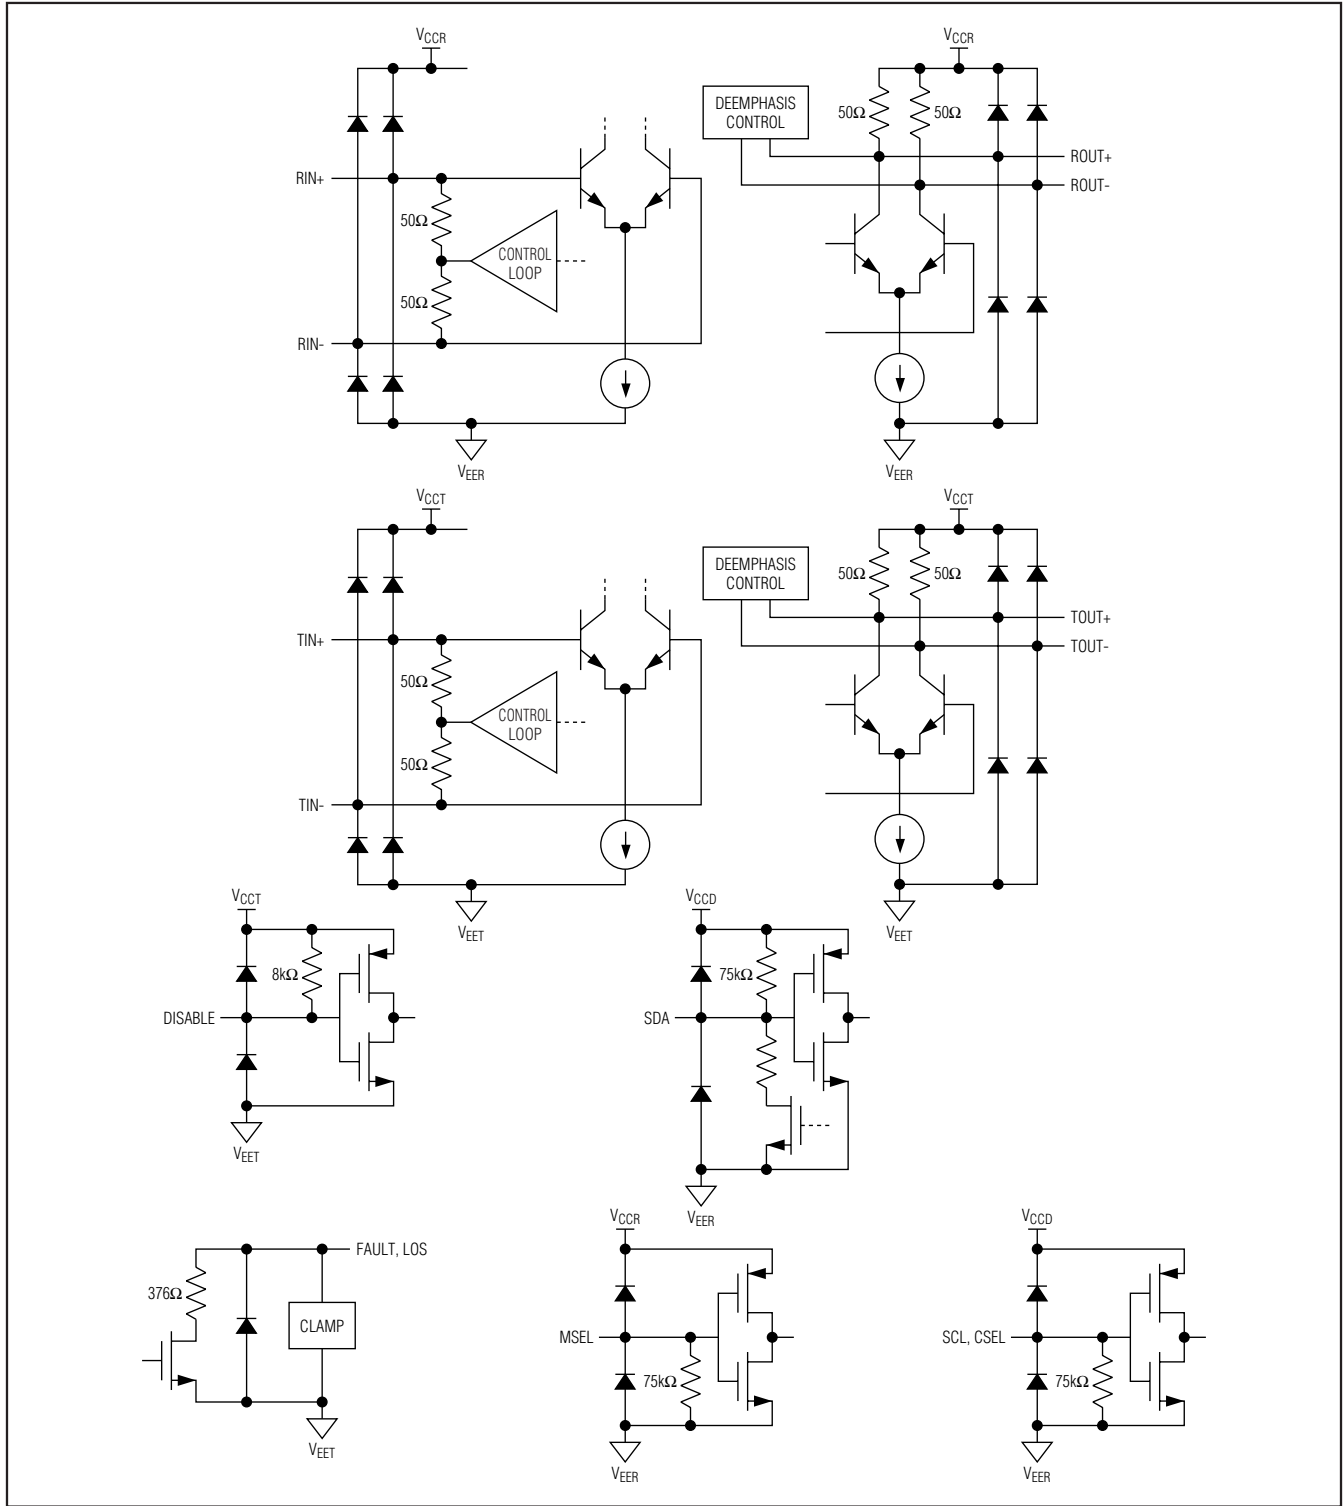 VCCR
VCCR
DEEMPHASIS
CONTROL
50Ω
50Ω
ROUT+
ROUT-
RIN+
50Ω
CONTROL
LOOP
50Ω
RIN-
VEER
VEER
VCCT
VCCT
DEEMPHASIS
CONTROL
50Ω
50Ω
TOUT+
TOUT-
TIN+
50Ω
CONTROL
LOOP
50Ω
TIN-
VEET
VEET
VCCT
8kΩ
DISABLE
VEET
VCCD
75kΩ
SDA
VEER
FAULT, LOS
376Ω
CLAMP
VEET
VCCR
MSEL
75kΩ
VEER
VCCD
SCL, CSEL
75kΩ
VEER